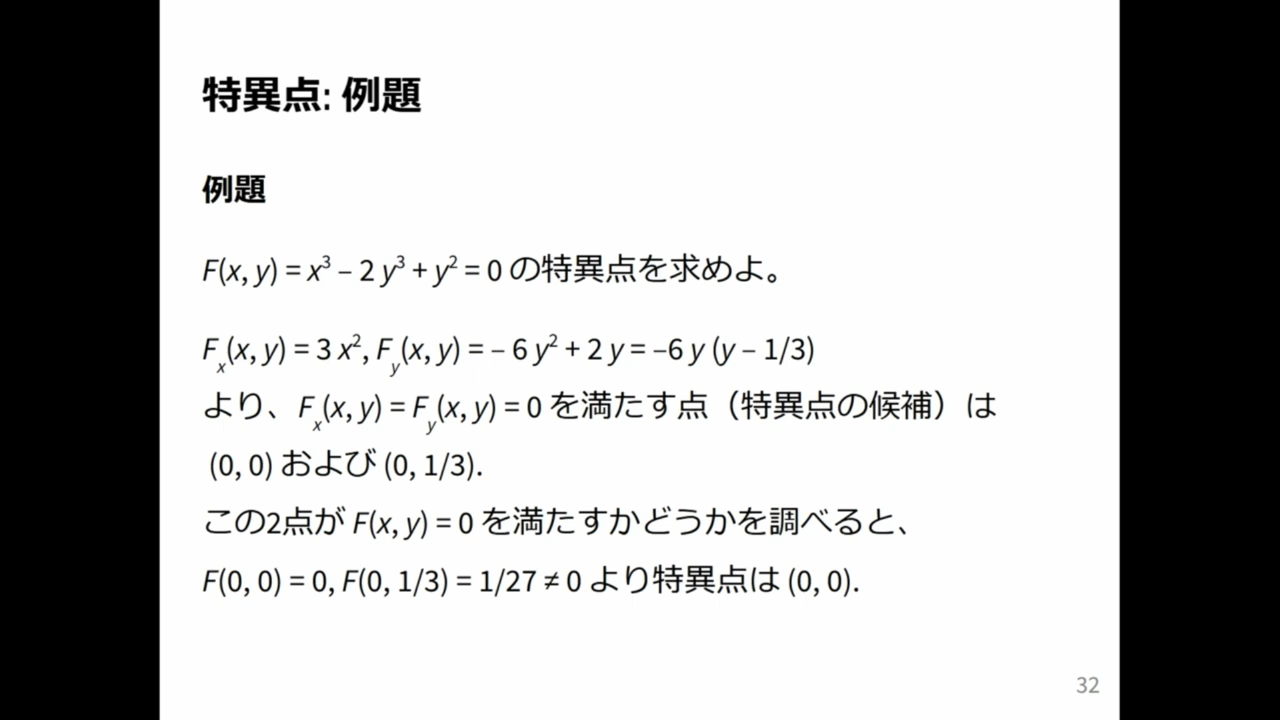 特異点: 例題
例題
F(x, y) = x³ – 2 y³ + y² = 0 の特異点を求めよ。
Fₓ(x, y) = 3 x², F_y(x, y) = – 6 y² + 2 y = –6 y (y – 1/3)
より、Fₓ(x, y) = F_y(x, y) = 0 を満たす点（特異点の候補）は
(0, 0) および (0, 1/3).
この2点が F(x, y) = 0 を満たすかどうかを調べると、
F(0, 0) = 0, F(0, 1/3) = 1/27 ≠ 0 より特異点は (0, 0).
32